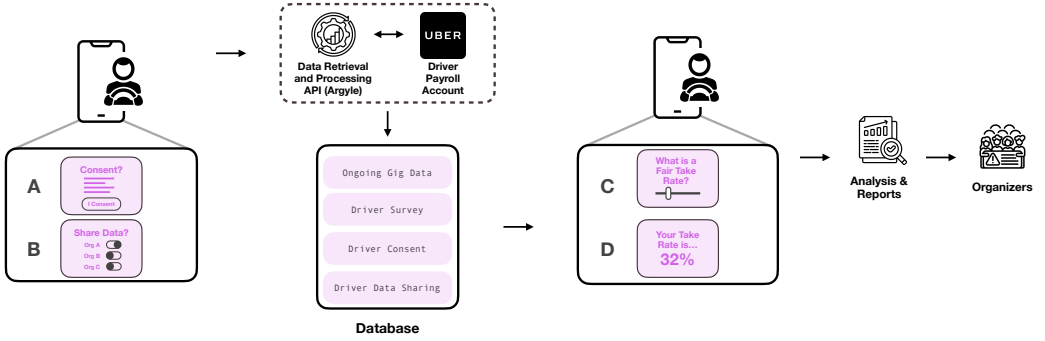 A
Consent?
I Consent
B
Share Data?
Org A
Org B
Org C
Data Retrieval
and Processing
API (Argyle)
UBER
Driver
Payroll
Account
Ongoing Gig Data
Driver Survey
Driver Consent
Driver Data Sharing
Database
C
What is a
Fair Take
Rate?
D
Your Take
Rate is...
32%
Analysis &
Reports
Organizers